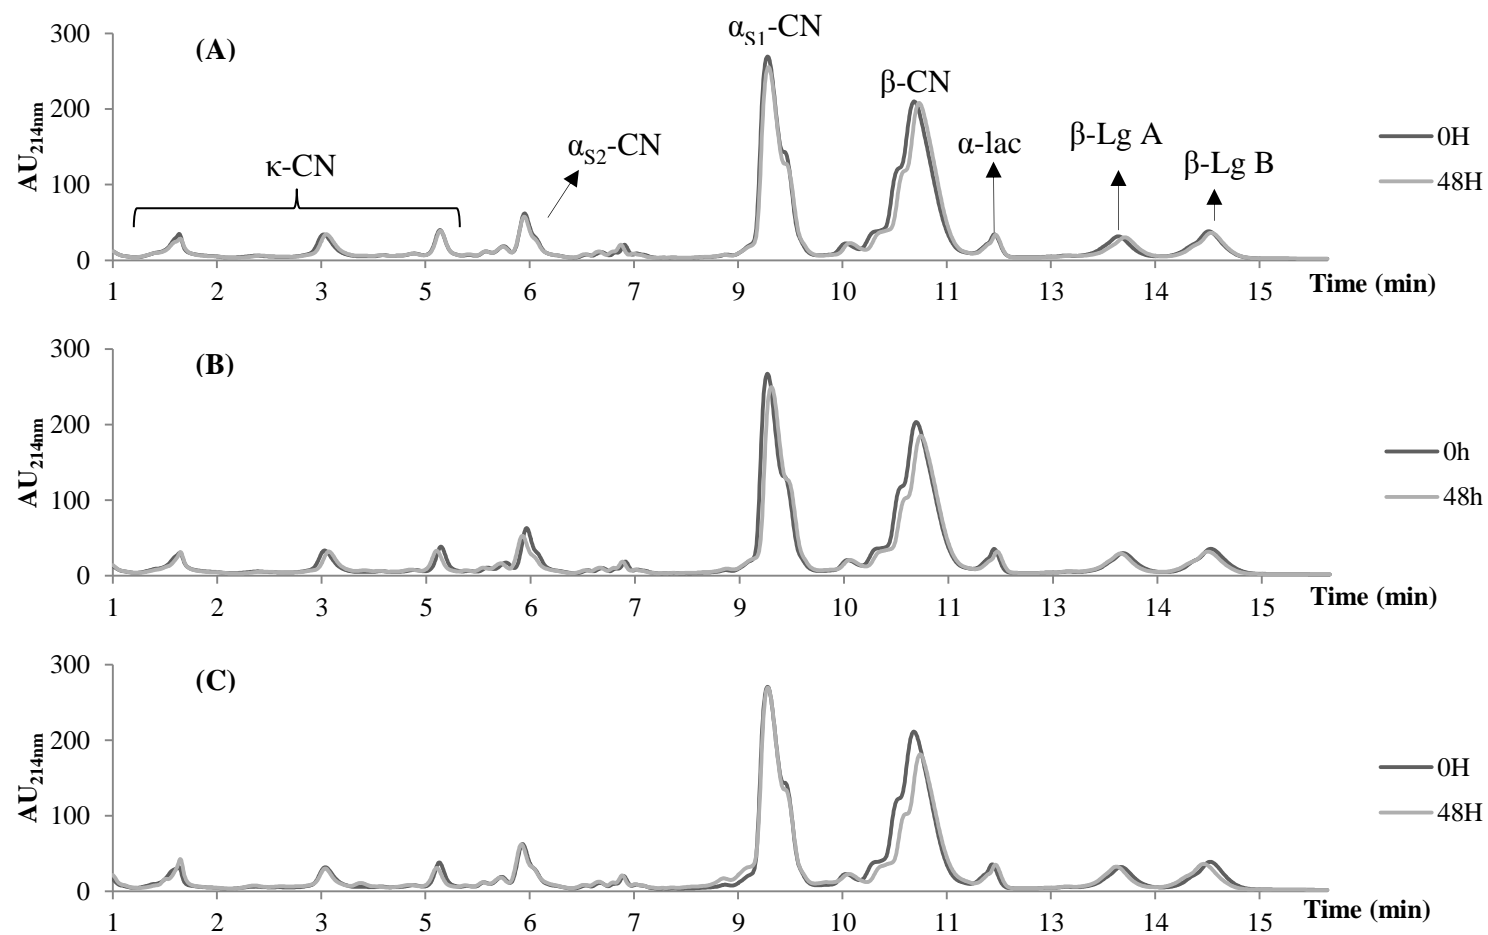 300 (A) αS1-CN
β-CN
200 0H
αS2-CN α-lac β-Lg A
κ-CN β-Lg B 48H
AU214nm
100
0
1 2 3 5 6 7 9 10 11 13 14 15 Time (min)
300 (B)
200 0h
AU214nm
100 48h
0
1 2 3 5 6 7 9 10 11 13 14 15 Time (min)
300 (C)
200 0H
AU214nm
100 48H
0
1 2 3 5 6 7 9 10 11 13 14 15 Time (min)